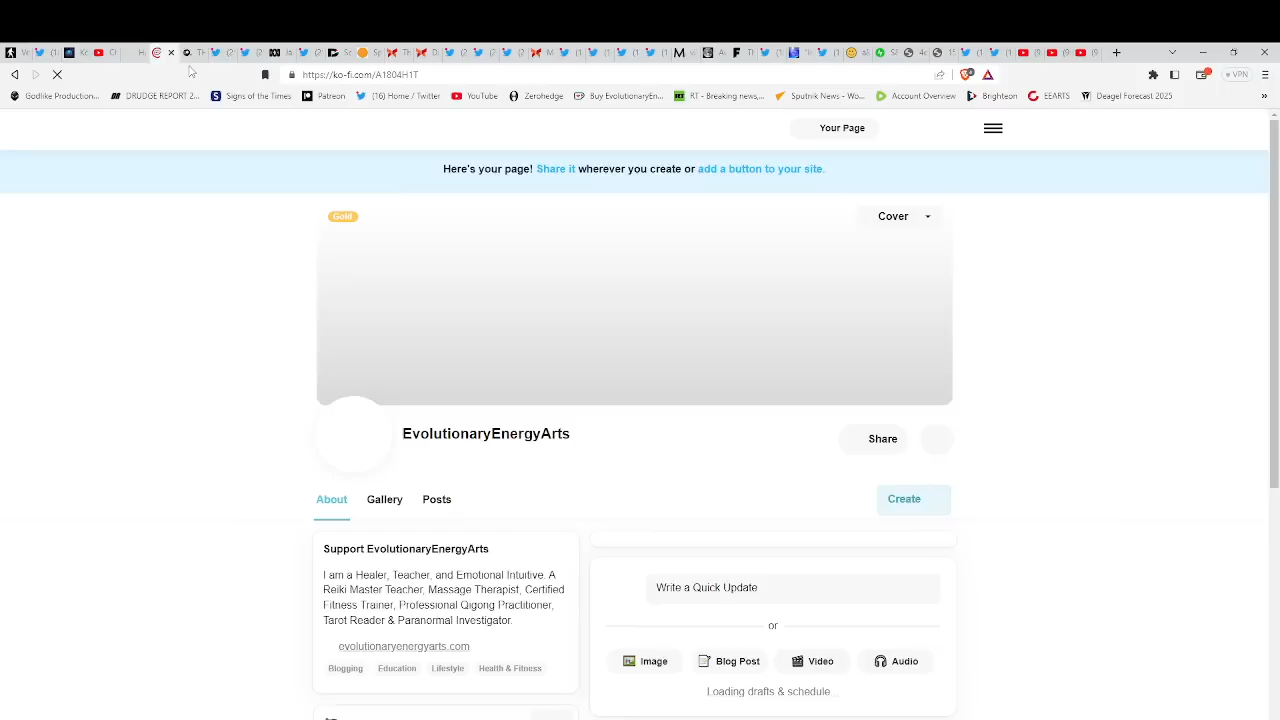 https://ko-fi.com/A1804H1T
VPN
Godlike Production...
DRUDGE REPORT 2...
Signs of the Times
Patreon
(16) Home / Twitter
YouTube
Zerohedge
Buy EvolutionaryEn...
RT - Breaking news,...
Sputnik News - Wo...
Account Overview
Brighteon
EEARTS
Deagel Forecast 2025
»
Your Page
Here's your page! Share it wherever you create or add a button to your site.
Gold
Cover
EvolutionaryEnergyArts
Share
About
Gallery
Posts
Create
Support EvolutionaryEnergyArts
I am a Healer, Teacher, and Emotional Intuitive. A
Reiki Master Teacher, Massage Therapist, Certified
Fitness Trainer, Professional Qigong Practitioner,
Tarot Reader & Paranormal Investigator.
evolutionaryenergyarts.com
Blogging
Education
Lifestyle
Health & Fitness
Write a Quick Update
or
Image
Blog Post
Video
Audio
Loading drafts & schedule...